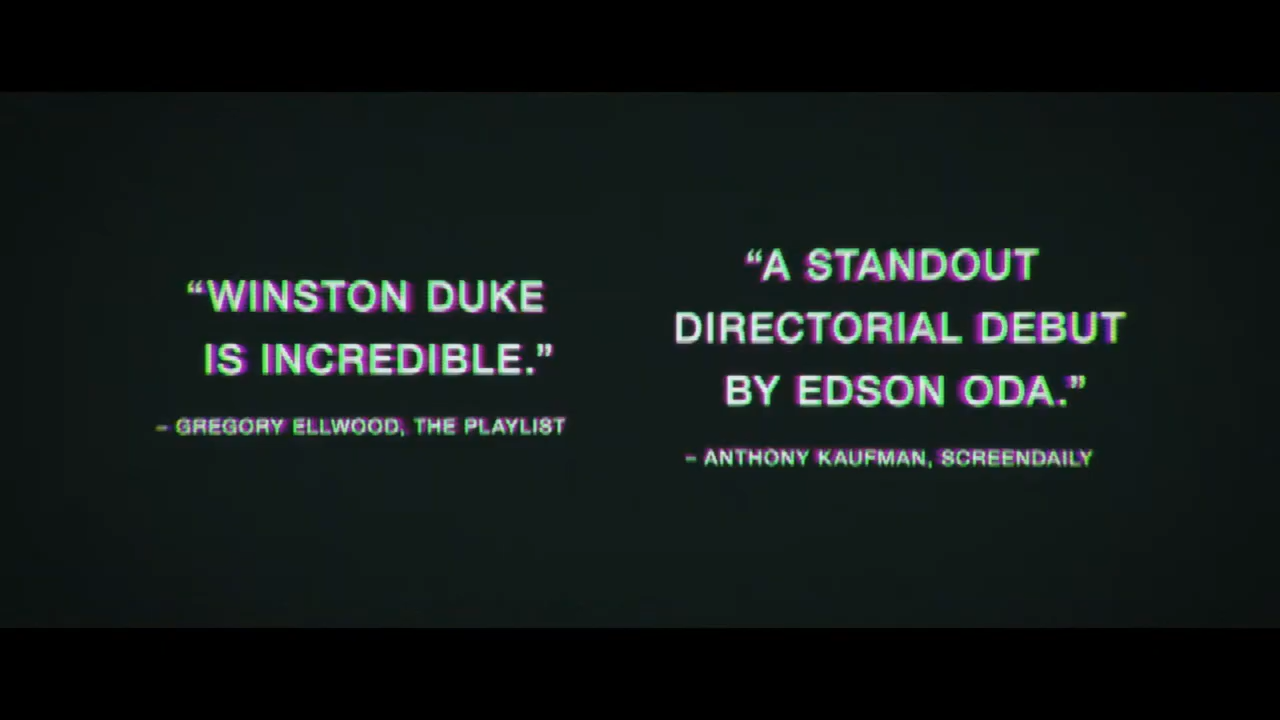 “WINSTON DUKE
IS INCREDIBLE.”
– GREGORY ELLWOOD, THE PLAYLIST
“A STANDOUT
DIRECTORIAL DEBUT
BY EDSON ODA.”
– ANTHONY KAUFMAN, SCREENDAILY